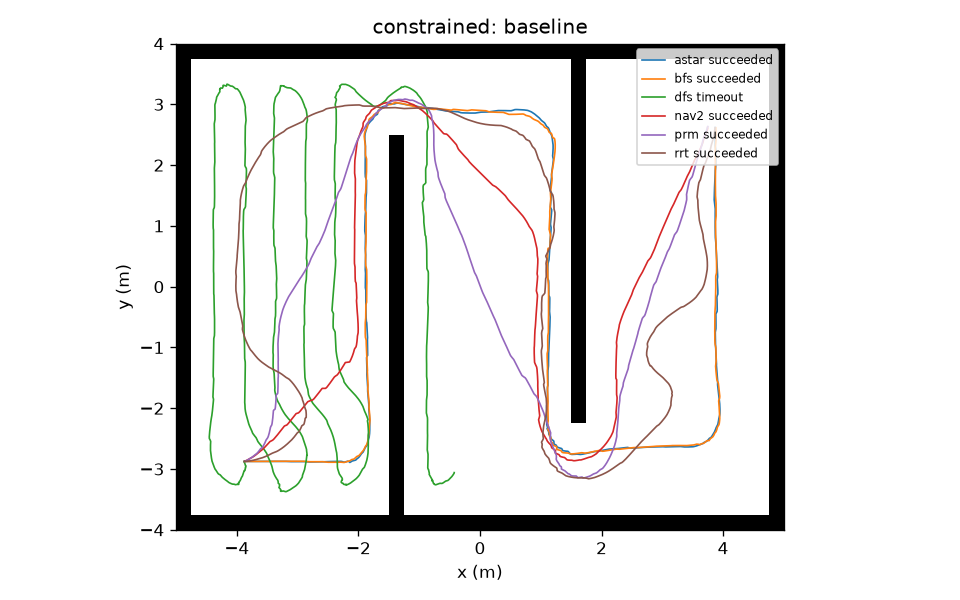 constrained: baseline
astar succeeded
bfs succeeded
dfs timeout
nav2 succeeded
prm succeeded
rrt succeeded
4
3
2
1
0
−1
−2
−3
−4
y (m)
−4
−2
0
2
4
x (m)